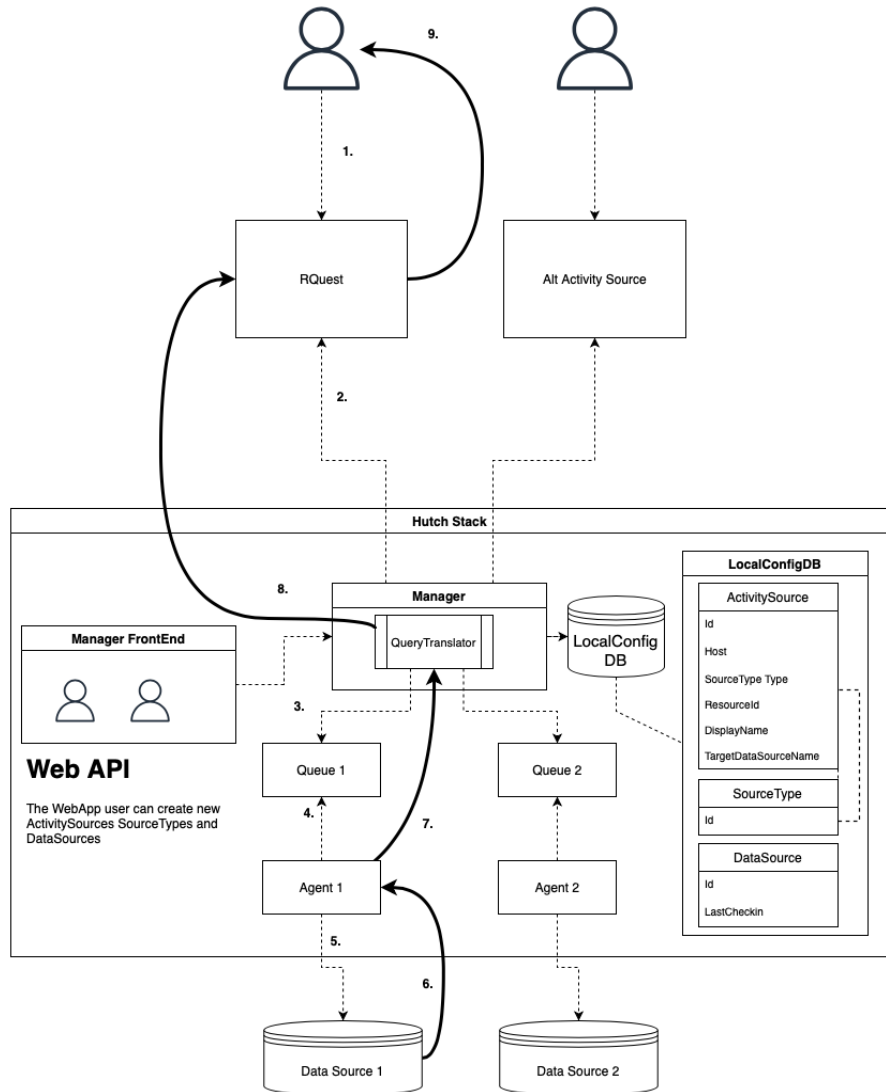 9.
1.
RQuest
Alt Activity Source
2.
Hutch Stack
8.
Manager
QueryTranslator
Manager FrontEnd
LocalConfig
DB
LocalConfigDB
ActivitySource
Id
Host
SourceType Type
ResourceId
DisplayName
TargetDataSourceName
SourceType
Id
DataSource
Id
LastCheckin
3.
Queue 1
Queue 2
Web API
The WebApp user can create new
ActivitySources SourceTypes and
DataSources
4.
7.
Agent 1
Agent 2
5.
6.
Data Source 1
Data Source 2